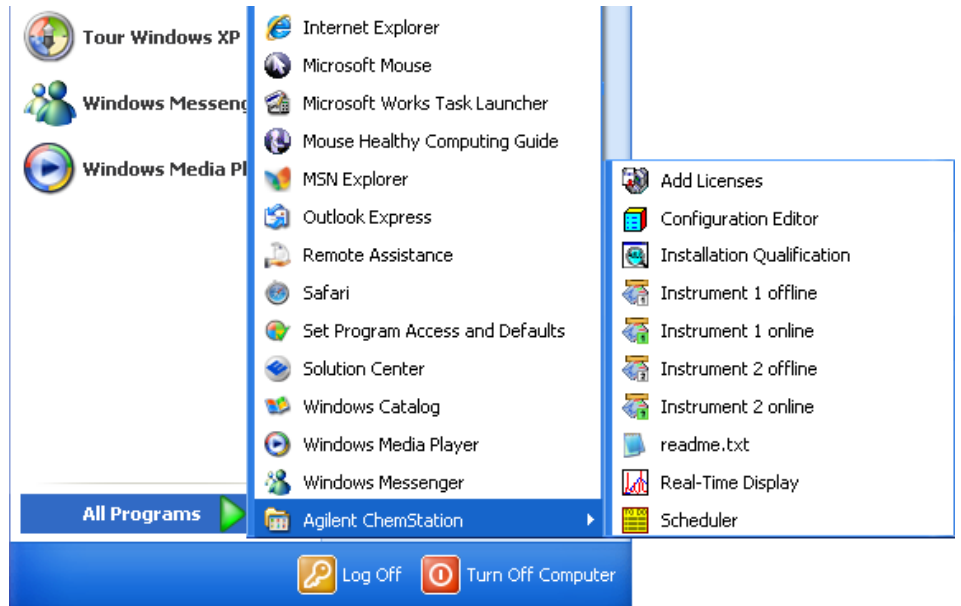 Tour Windows XP
Windows Messeng
Windows Media Pl
All Programs
Internet Explorer
Microsoft Mouse
Microsoft Works Task Launcher
Mouse Healthy Computing Guide
MSN Explorer
Outlook Express
Remote Assistance
Safari
Set Program Access and Defaults
Solution Center
Windows Catalog
Windows Media Player
Windows Messenger
Agilent ChemStation
Add Licenses
Configuration Editor
Installation Qualification
Instrument 1 offline
Instrument 1 online
Instrument 2 offline
Instrument 2 online
readme.txt
Real-Time Display
Scheduler
Log Off
Turn Off Computer